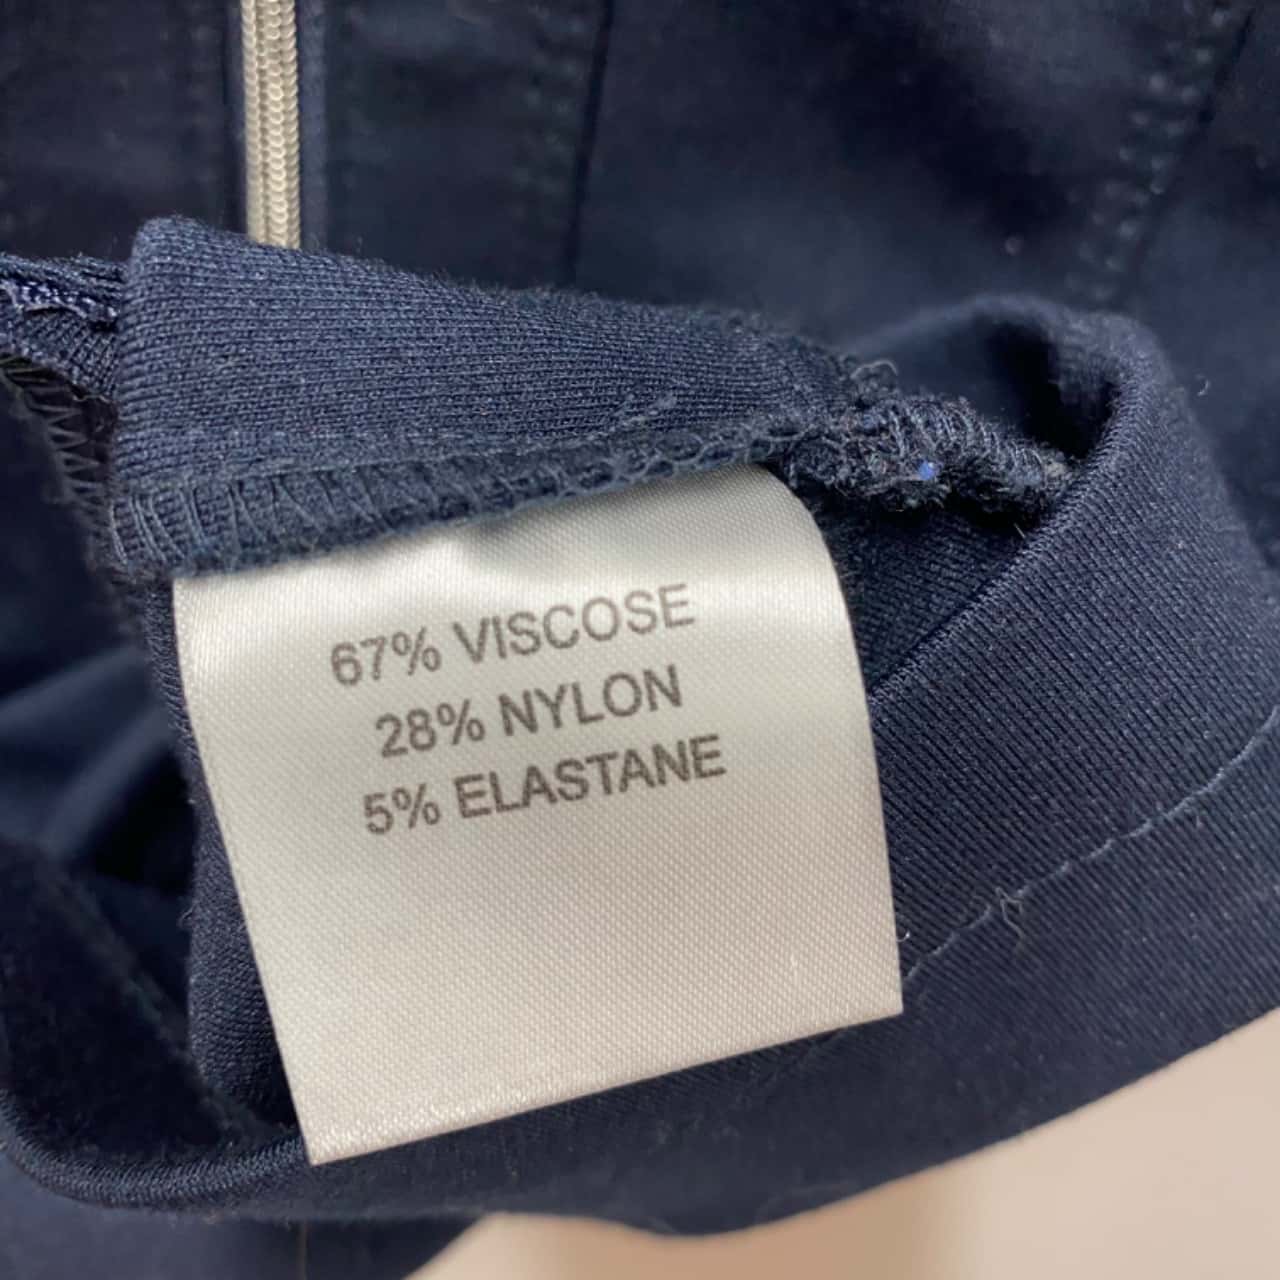 67% VISCOSE
28% NYLON
5% ELASTANE